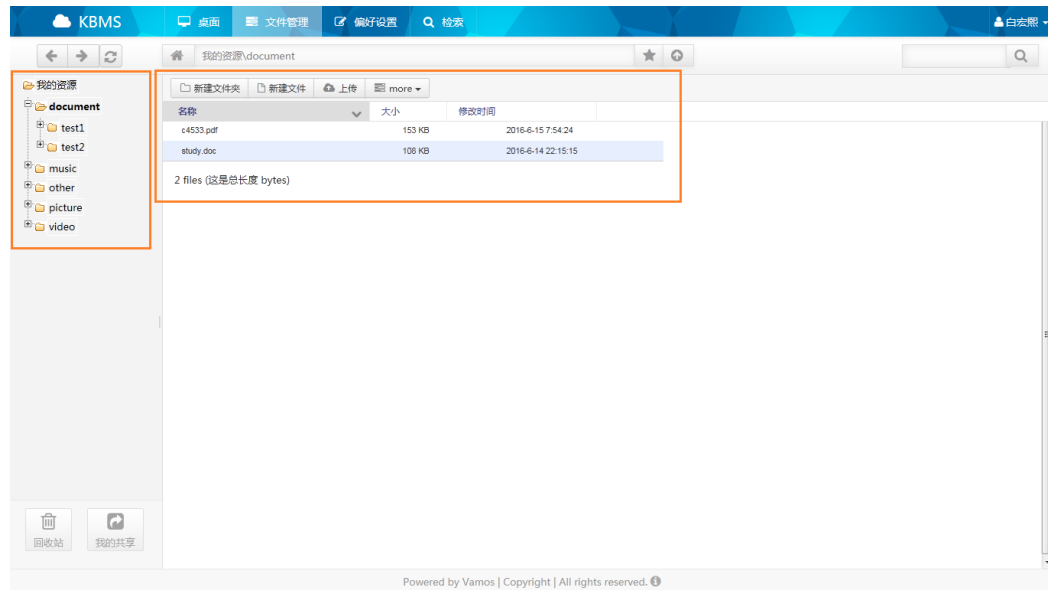 KBMS 桌面 文件管理 偏好设置 检索 白宏熙
我的资源\document
我的资源
document
test1
test2
music
other
picture
video
新建文件夹 新建文件 上传 more
名称 大小 修改时间
c4533.pdf 153 KB 2016-6-15 7:54:24
study.doc 108 KB 2016-6-14 22:15:15
2 files (这是总长度 bytes)
回收站 我的共享
Powered by Vamos | Copyright | All rights reserved.